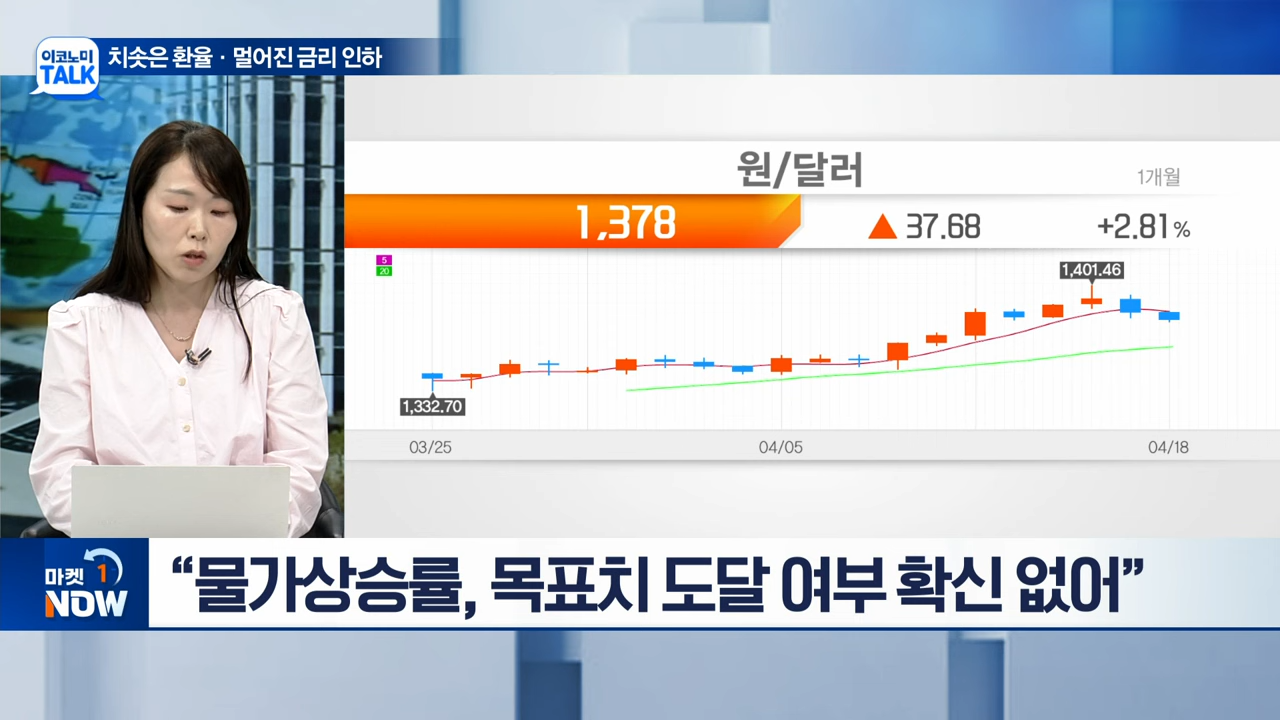 이코노미
TALK
치솟은 환율 · 멀어진 금리 인하
원/달러
1개월
1,378
▲ 37.68
+2.81%
5
20
1,401.46
1,332.70
03/25
04/05
04/18
마켓 1
NOW
“물가상승률, 목표치 도달 여부 확신 없어”